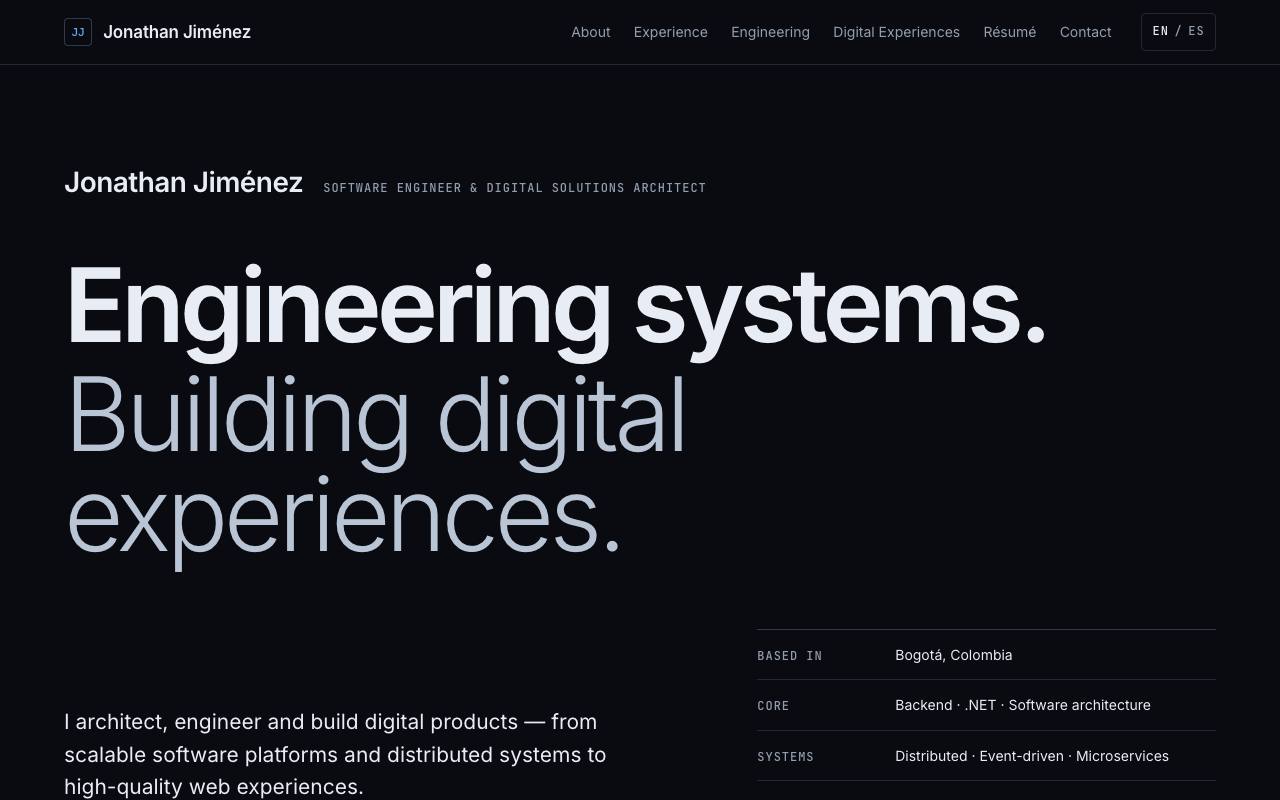 JJ Jonathan Jiménez About Experience Engineering Digital Experiences Résumé Contact EN / ES
Jonathan Jiménez SOFTWARE ENGINEER & DIGITAL SOLUTIONS ARCHITECT
Engineering systems.
Building digital
experiences.
I architect, engineer and build digital products — from
scalable software platforms and distributed systems to
high-quality web experiences.
BASED IN Bogotá, Colombia
CORE Backend · .NET · Software architecture
SYSTEMS Distributed · Event-driven · Microservices